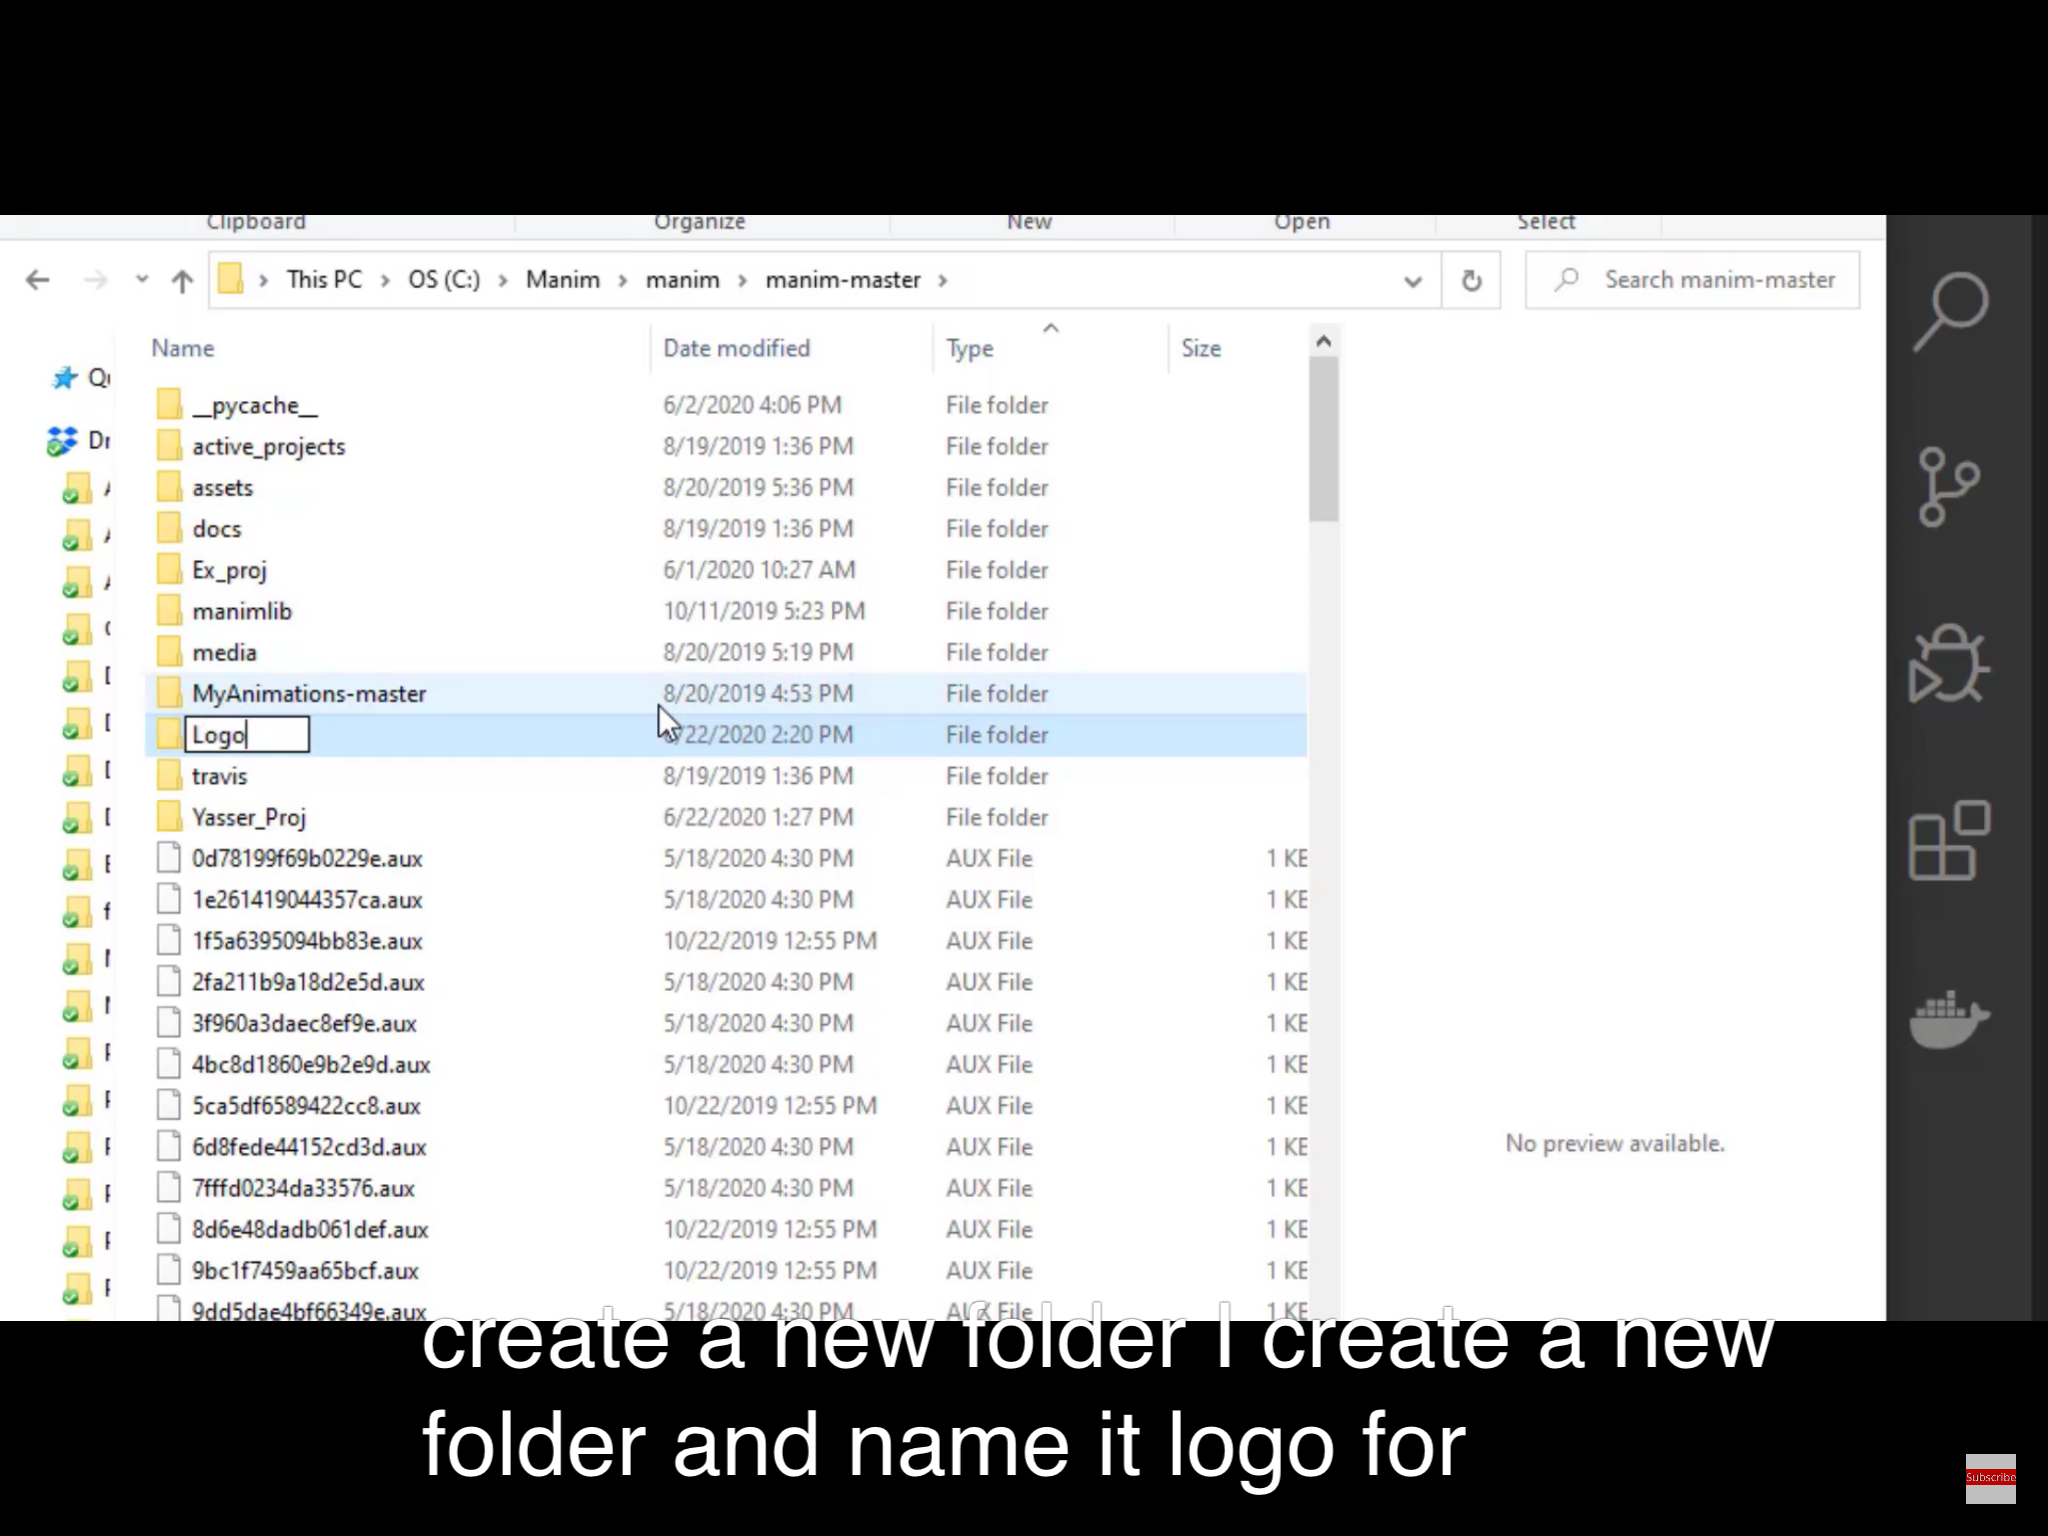 Clipboard Organize New Open Select
This PC > OS (C:) > Manim > manim > manim-master > Search manim-master
Name Date modified Type Size
__pycache__ 6/2/2020 4:06 PM File folder
active_projects 8/19/2019 1:36 PM File folder
assets 8/20/2019 5:36 PM File folder
docs 8/19/2019 1:36 PM File folder
Ex_proj 6/1/2020 10:27 AM File folder
manimlib 10/11/2019 5:23 PM File folder
media 8/20/2019 5:19 PM File folder
MyAnimations-master 8/20/2019 4:53 PM File folder
Logo /22/2020 2:20 PM File folder
travis 8/19/2019 1:36 PM File folder
Yasser_Proj 6/22/2020 1:27 PM File folder
0d78199f69b0229e.aux 5/18/2020 4:30 PM AUX File 1 KB
1e261419044357ca.aux 5/18/2020 4:30 PM AUX File 1 KB
1f5a6395094bb83e.aux 10/22/2019 12:55 PM AUX File 1 KB
2fa211b9a18d2e5d.aux 5/18/2020 4:30 PM AUX File 1 KB
3f960a3daec8ef9e.aux 5/18/2020 4:30 PM AUX File 1 KB
4bc8d1860e9b2e9d.aux 5/18/2020 4:30 PM AUX File 1 KB
5ca5df6589422cc8.aux 10/22/2019 12:55 PM AUX File 1 KB
6d8fede44152cd3d.aux 5/18/2020 4:30 PM AUX File 1 KB
7fffd0234da33576.aux 5/18/2020 4:30 PM AUX File 1 KB
8d6e48dadb061def.aux 10/22/2019 12:55 PM AUX File 1 KB
9bc1f7459aa65bcf.aux 10/22/2019 12:55 PM AUX File 1 KB
9dd5dae4bf66349e.aux 5/18/2020 4:30 PM AUX File 1 KB
No preview available.
create a new folder I create a new
folder and name it logo for
Subscribe